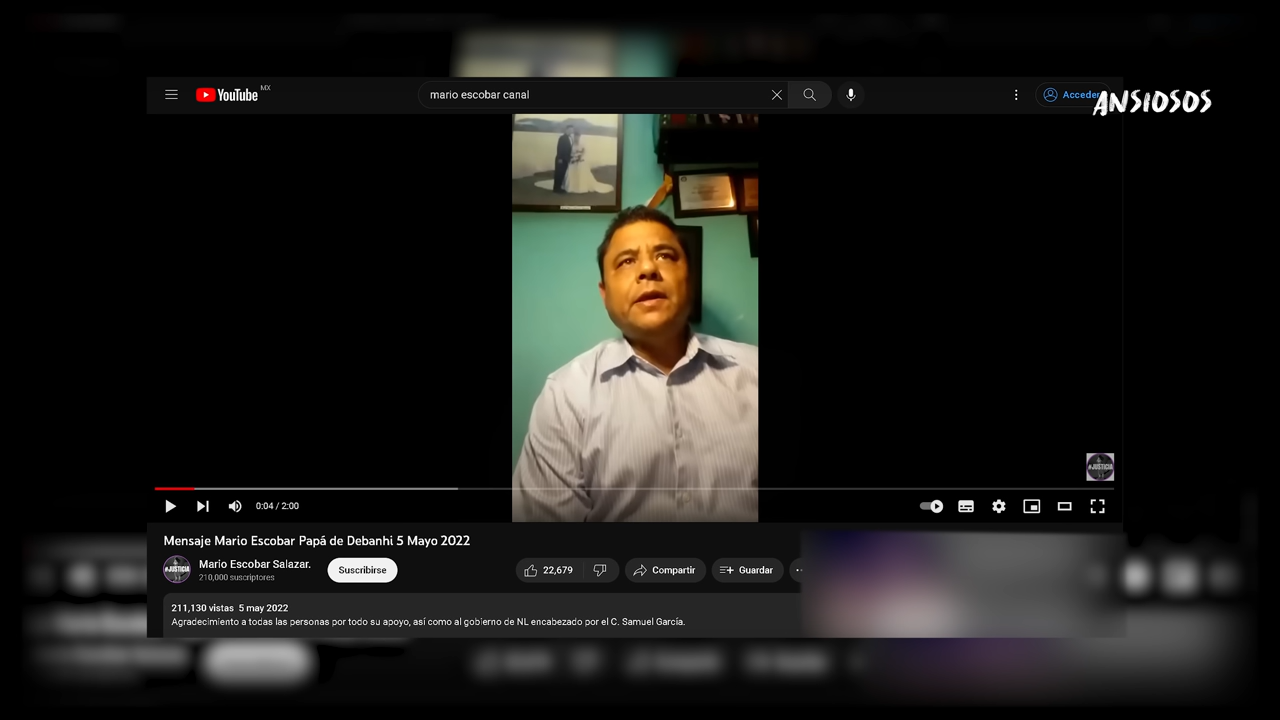 YouTube MX
mario escobar canal
Acceder
ANSIOSOS
#JUSTICIA
0:04 / 2:00
Mensaje Mario Escobar Papá de Debanhi 5 Mayo 2022
#JUSTICIA
Mario Escobar Salazar.
210,000 suscriptores
Suscribirse
22,679
Compartir
Guardar
211,130 vistas 5 may 2022
Agradecimiento a todas las personas por todo su apoyo, así como al gobierno de NL encabezado por el C. Samuel García.